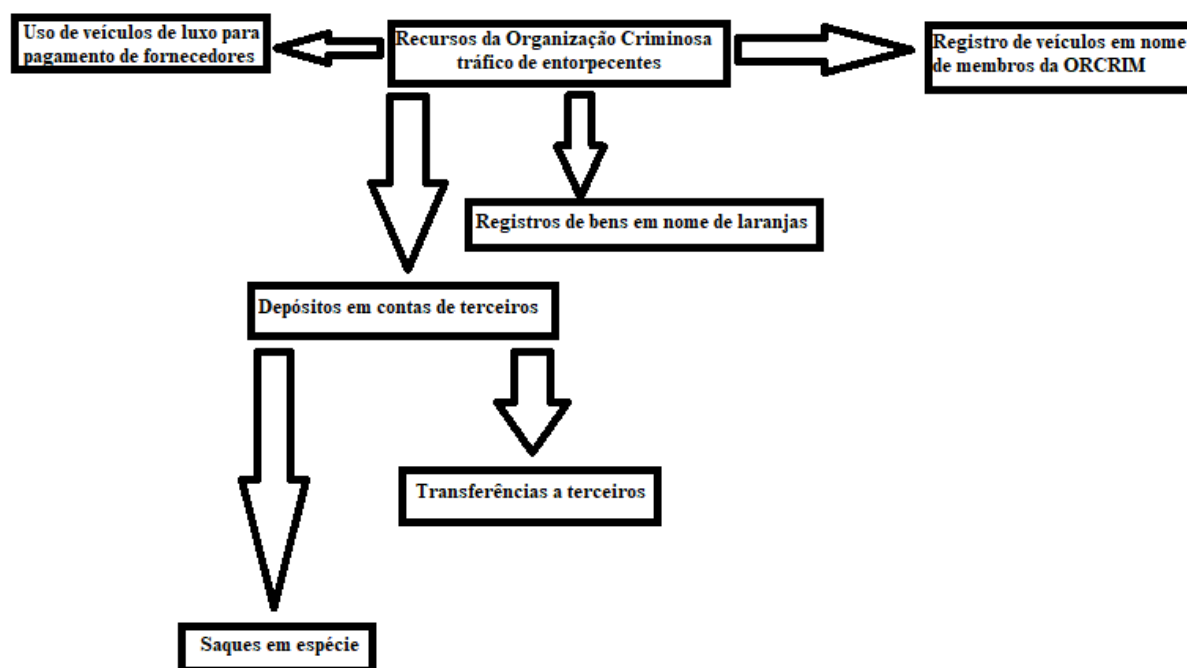 Uso de veículos de luxo para
pagamento de fornecedores
Recursos da Organização Criminosa
tráfico de entorpecentes
Registro de veículos em nome
de membros da ORCRIM
Registros de bens em nome de laranjas
Depósitos em contas de terceiros
Transferências a terceiros
Saques em espécie